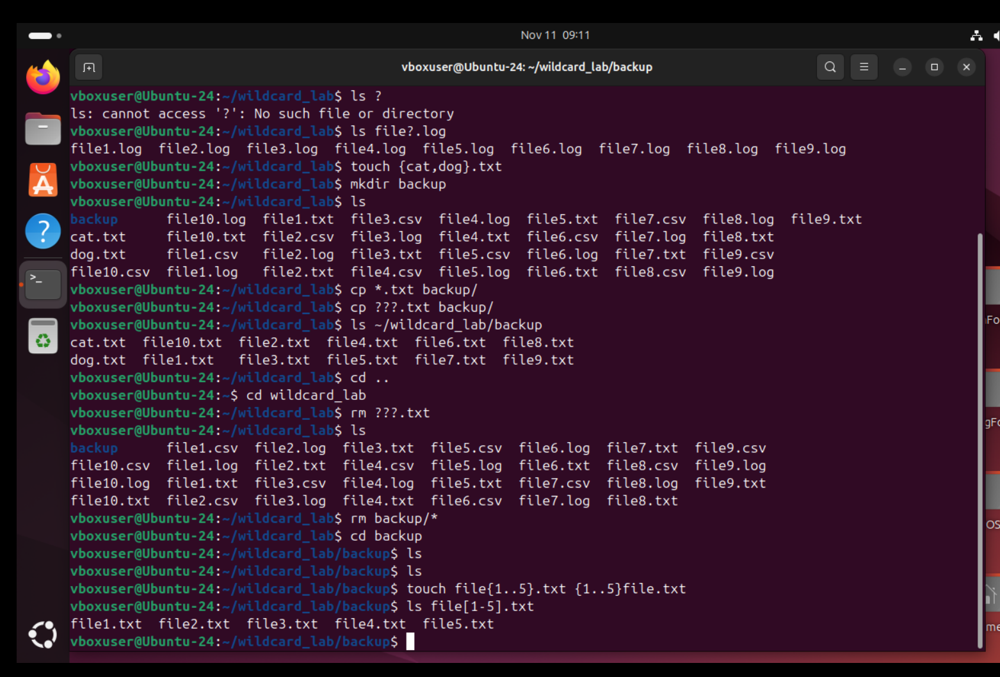 Nov 11 09:11
vboxuser@Ubuntu-24: ~/wildcard_lab/backup
vboxuser@Ubuntu-24:~/wildcard_lab$ ls ?
ls: cannot access '?': No such file or directory
vboxuser@Ubuntu-24:~/wildcard_lab$ ls file?.log
file1.log file2.log file3.log file4.log file5.log file6.log file7.log file8.log file9.log
vboxuser@Ubuntu-24:~/wildcard_lab$ touch {cat,dog}.txt
vboxuser@Ubuntu-24:~/wildcard_lab$ mkdir backup
vboxuser@Ubuntu-24:~/wildcard_lab$ ls
backup file10.log file1.txt file3.csv file4.log file5.txt file7.csv file8.log file9.txt
cat.txt file10.txt file2.csv file3.log file4.txt file6.csv file7.log file8.txt
dog.txt file1.csv file2.log file3.txt file5.csv file6.log file7.txt file9.csv
file10.csv file1.log file2.txt file4.csv file5.log file6.txt file8.csv file9.log
vboxuser@Ubuntu-24:~/wildcard_lab$ cp *.txt backup/
vboxuser@Ubuntu-24:~/wildcard_lab$ cp ???.txt backup/
vboxuser@Ubuntu-24:~/wildcard_lab$ ls ~/wildcard_lab/backup
cat.txt file10.txt file2.txt file4.txt file6.txt file8.txt
dog.txt file1.txt file3.txt file5.txt file7.txt file9.txt
vboxuser@Ubuntu-24:~/wildcard_lab$ cd ..
vboxuser@Ubuntu-24:~$ cd wildcard_lab
vboxuser@Ubuntu-24:~/wildcard_lab$ rm ???.txt
vboxuser@Ubuntu-24:~/wildcard_lab$ ls
backup file1.csv file2.log file3.txt file5.csv file6.log file7.txt file9.csv
file10.csv file1.log file2.txt file4.csv file5.log file6.txt file8.csv file9.log
file10.log file1.txt file3.csv file4.log file5.txt file7.csv file8.log file9.txt
file10.txt file2.csv file3.log file4.txt file6.csv file7.log file8.txt
vboxuser@Ubuntu-24:~/wildcard_lab$ rm backup/*
vboxuser@Ubuntu-24:~/wildcard_lab$ cd backup
vboxuser@Ubuntu-24:~/wildcard_lab/backup$ ls
vboxuser@Ubuntu-24:~/wildcard_lab/backup$ ls
vboxuser@Ubuntu-24:~/wildcard_lab/backup$ touch file{1..5}.txt {1..5}file.txt
vboxuser@Ubuntu-24:~/wildcard_lab/backup$ ls file[1-5].txt
file1.txt file2.txt file3.txt file4.txt file5.txt
vboxuser@Ubuntu-24:~/wildcard_lab/backup$